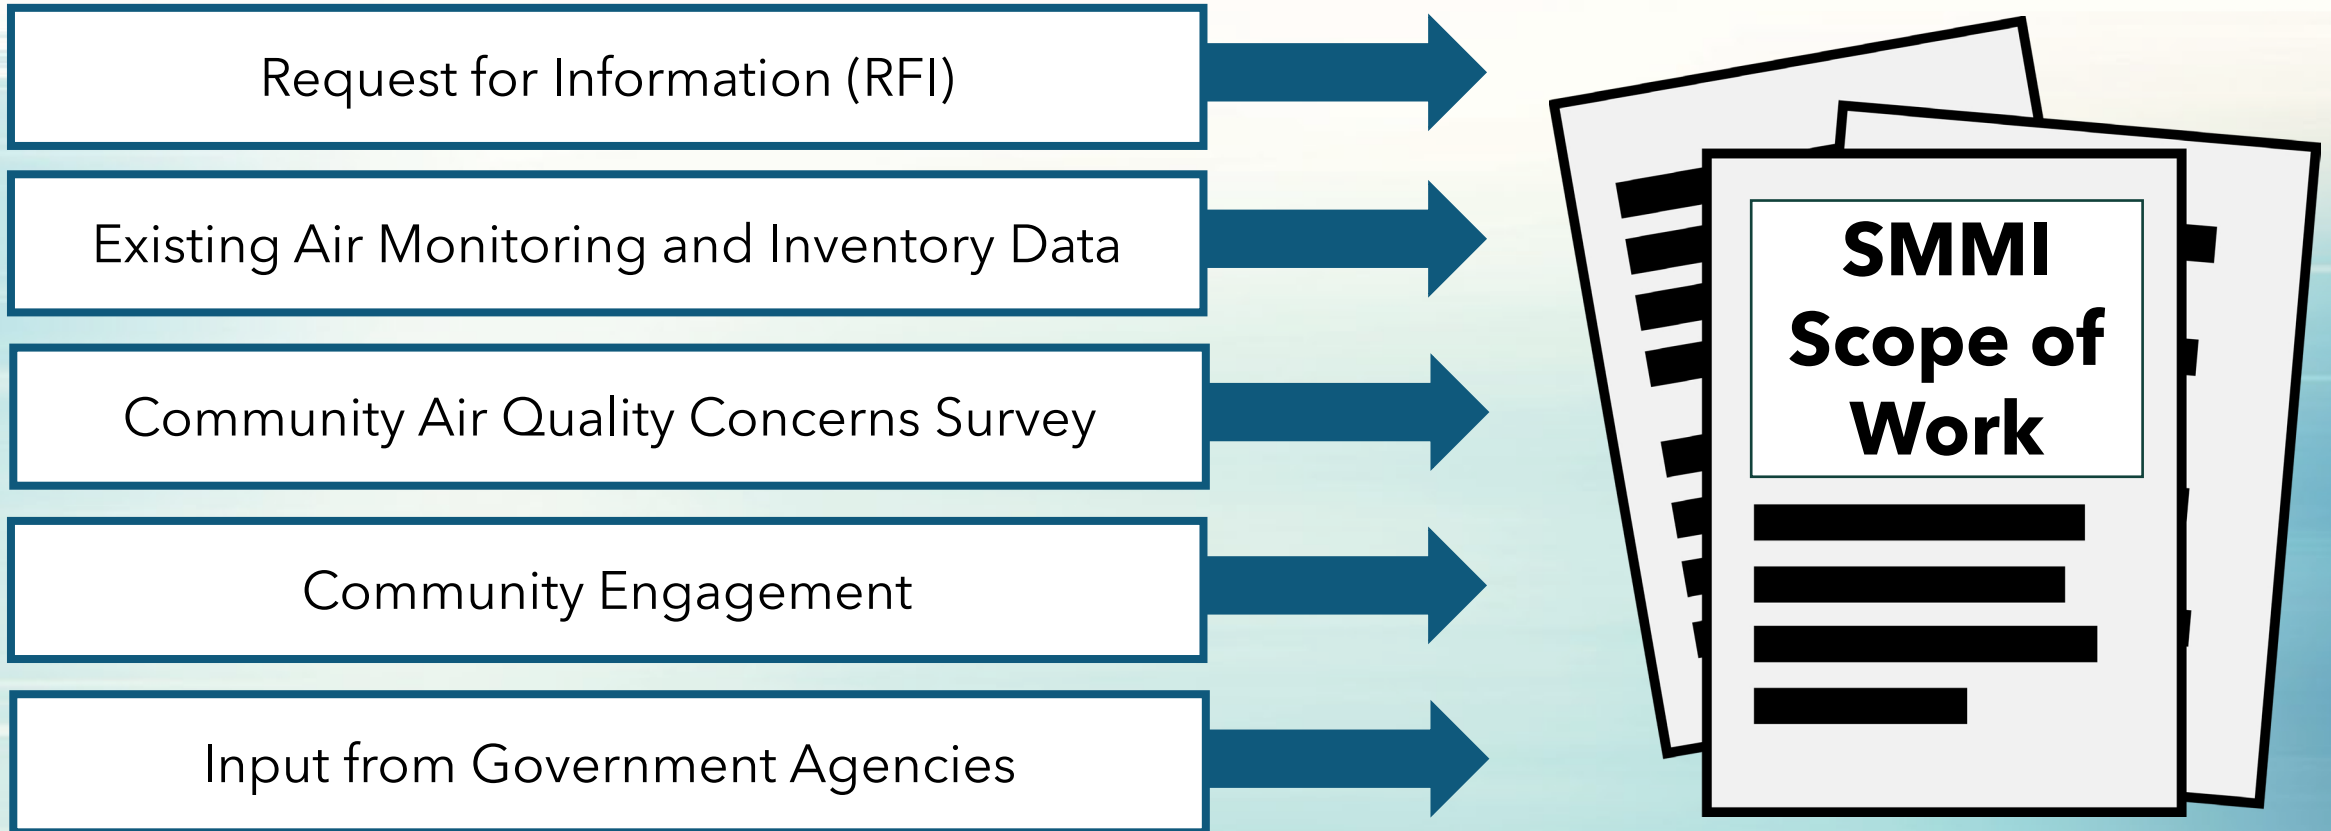 Request for Information (RFI)
Existing Air Monitoring and Inventory Data
Community Air Quality Concerns Survey
Community Engagement
Input from Government Agencies
SMMI
Scope of
Work